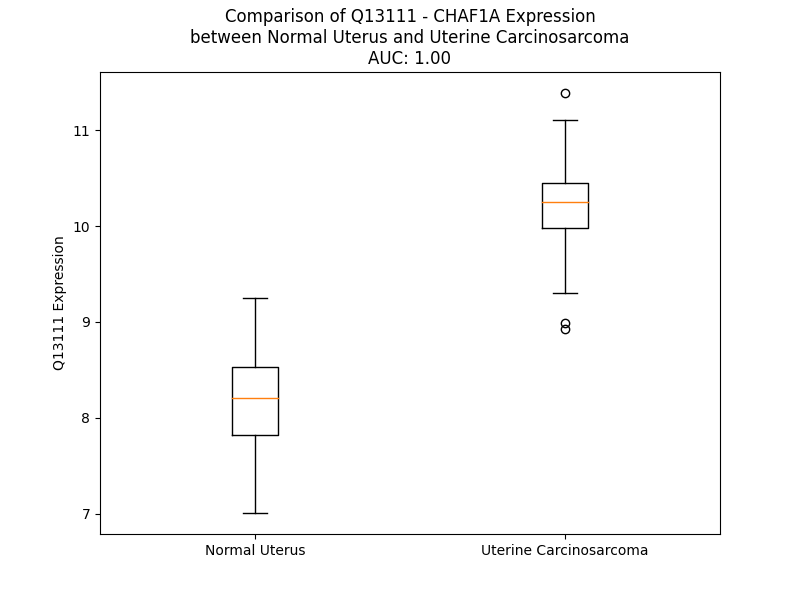 Comparison of Q13111 - CHAF1A Expression
between Normal Uterus and Uterine Carcinosarcoma
AUC: 1.00
11
10
9
8
7
Q13111 Expression
Normal Uterus
Uterine Carcinosarcoma